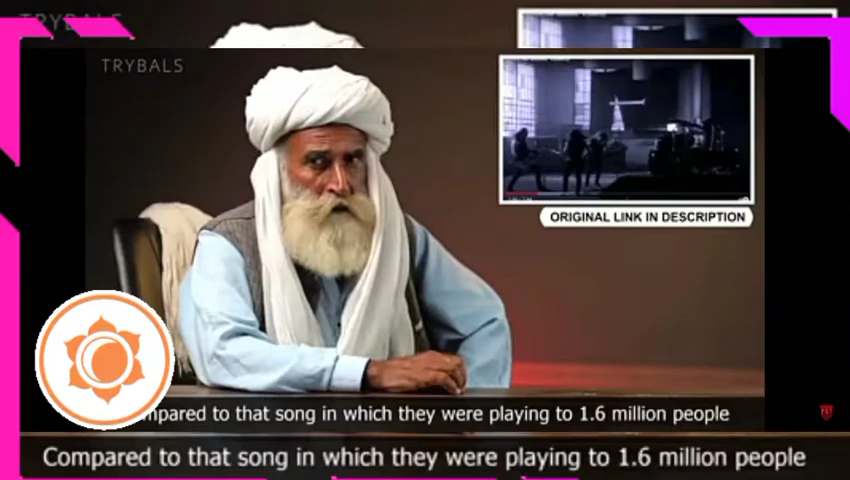 TRYBALS
TRYBALS
ORIGINAL LINK IN DESCRIPTION
mpared to that song in which they were playing to 1.6 million people
Compared to that song in which they were playing to 1.6 million people